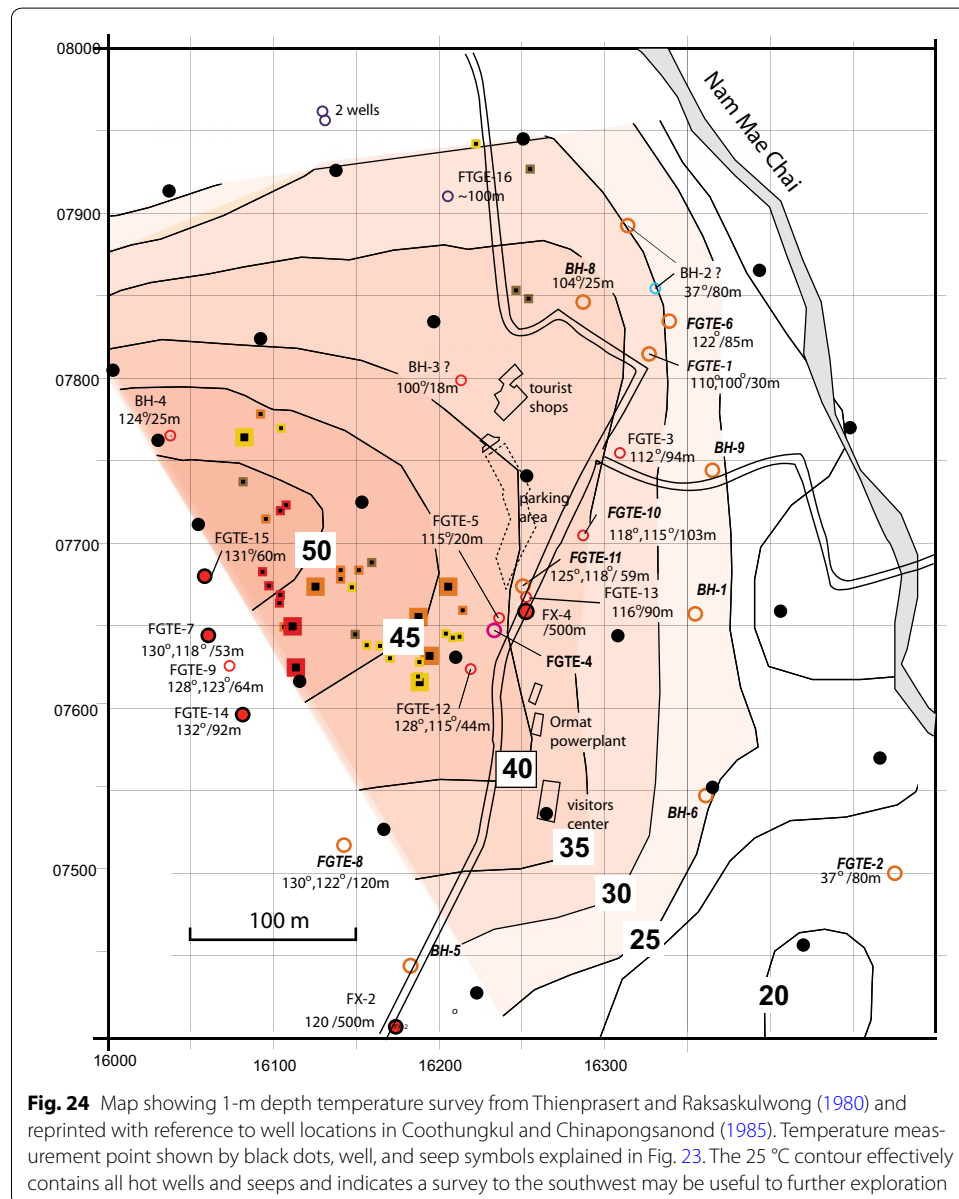 08000
Nam Mae Chai
2 wells
FTGE-16
~100m
07900
BH-8
104°/25m
BH-2 ?
37°/80m
FGTE-6
122°/85m
FGTE-1
110,100°/30m
BH-3 ?
100°/18m
07800
tourist
shops
BH-4
124°/25m
FGTE-3
112°/94m
BH-9
parking
area
FGTE-5
115°/20m
FGTE-10
118°,115°/103m
07700
50
FGTE-15
131°/60m
FGTE-11
125°,118°/59m
FGTE-13
116°/90m
BH-1
FX-4
/500m
FGTE-7
130°,118°/53m
45
FGTE-4
FGTE-9
128°,123°/64m
FGTE-14
132°/92m
07600
FGTE-12
128°,115°/44m
Ormat
powerplant
40
visitors
center
BH-6
35
FGTE-8
130°,122°/120m
07500
FGTE-2
37°/80m
30
100 m
25
BH-5
20
FX-2
120 /500m
16000
16100
16200
16300
Fig. 24 Map showing 1-m depth temperature survey from Thienprasert and Raksaskulwong (1980) and
reprinted with reference to well locations in Coothungkul and Chinapongsanond (1985). Temperature meas-
urement point shown by black dots, well, and seep symbols explained in Fig. 23. The 25 °C contour effectively
contains all hot wells and seeps and indicates a survey to the southwest may be useful to further exploration